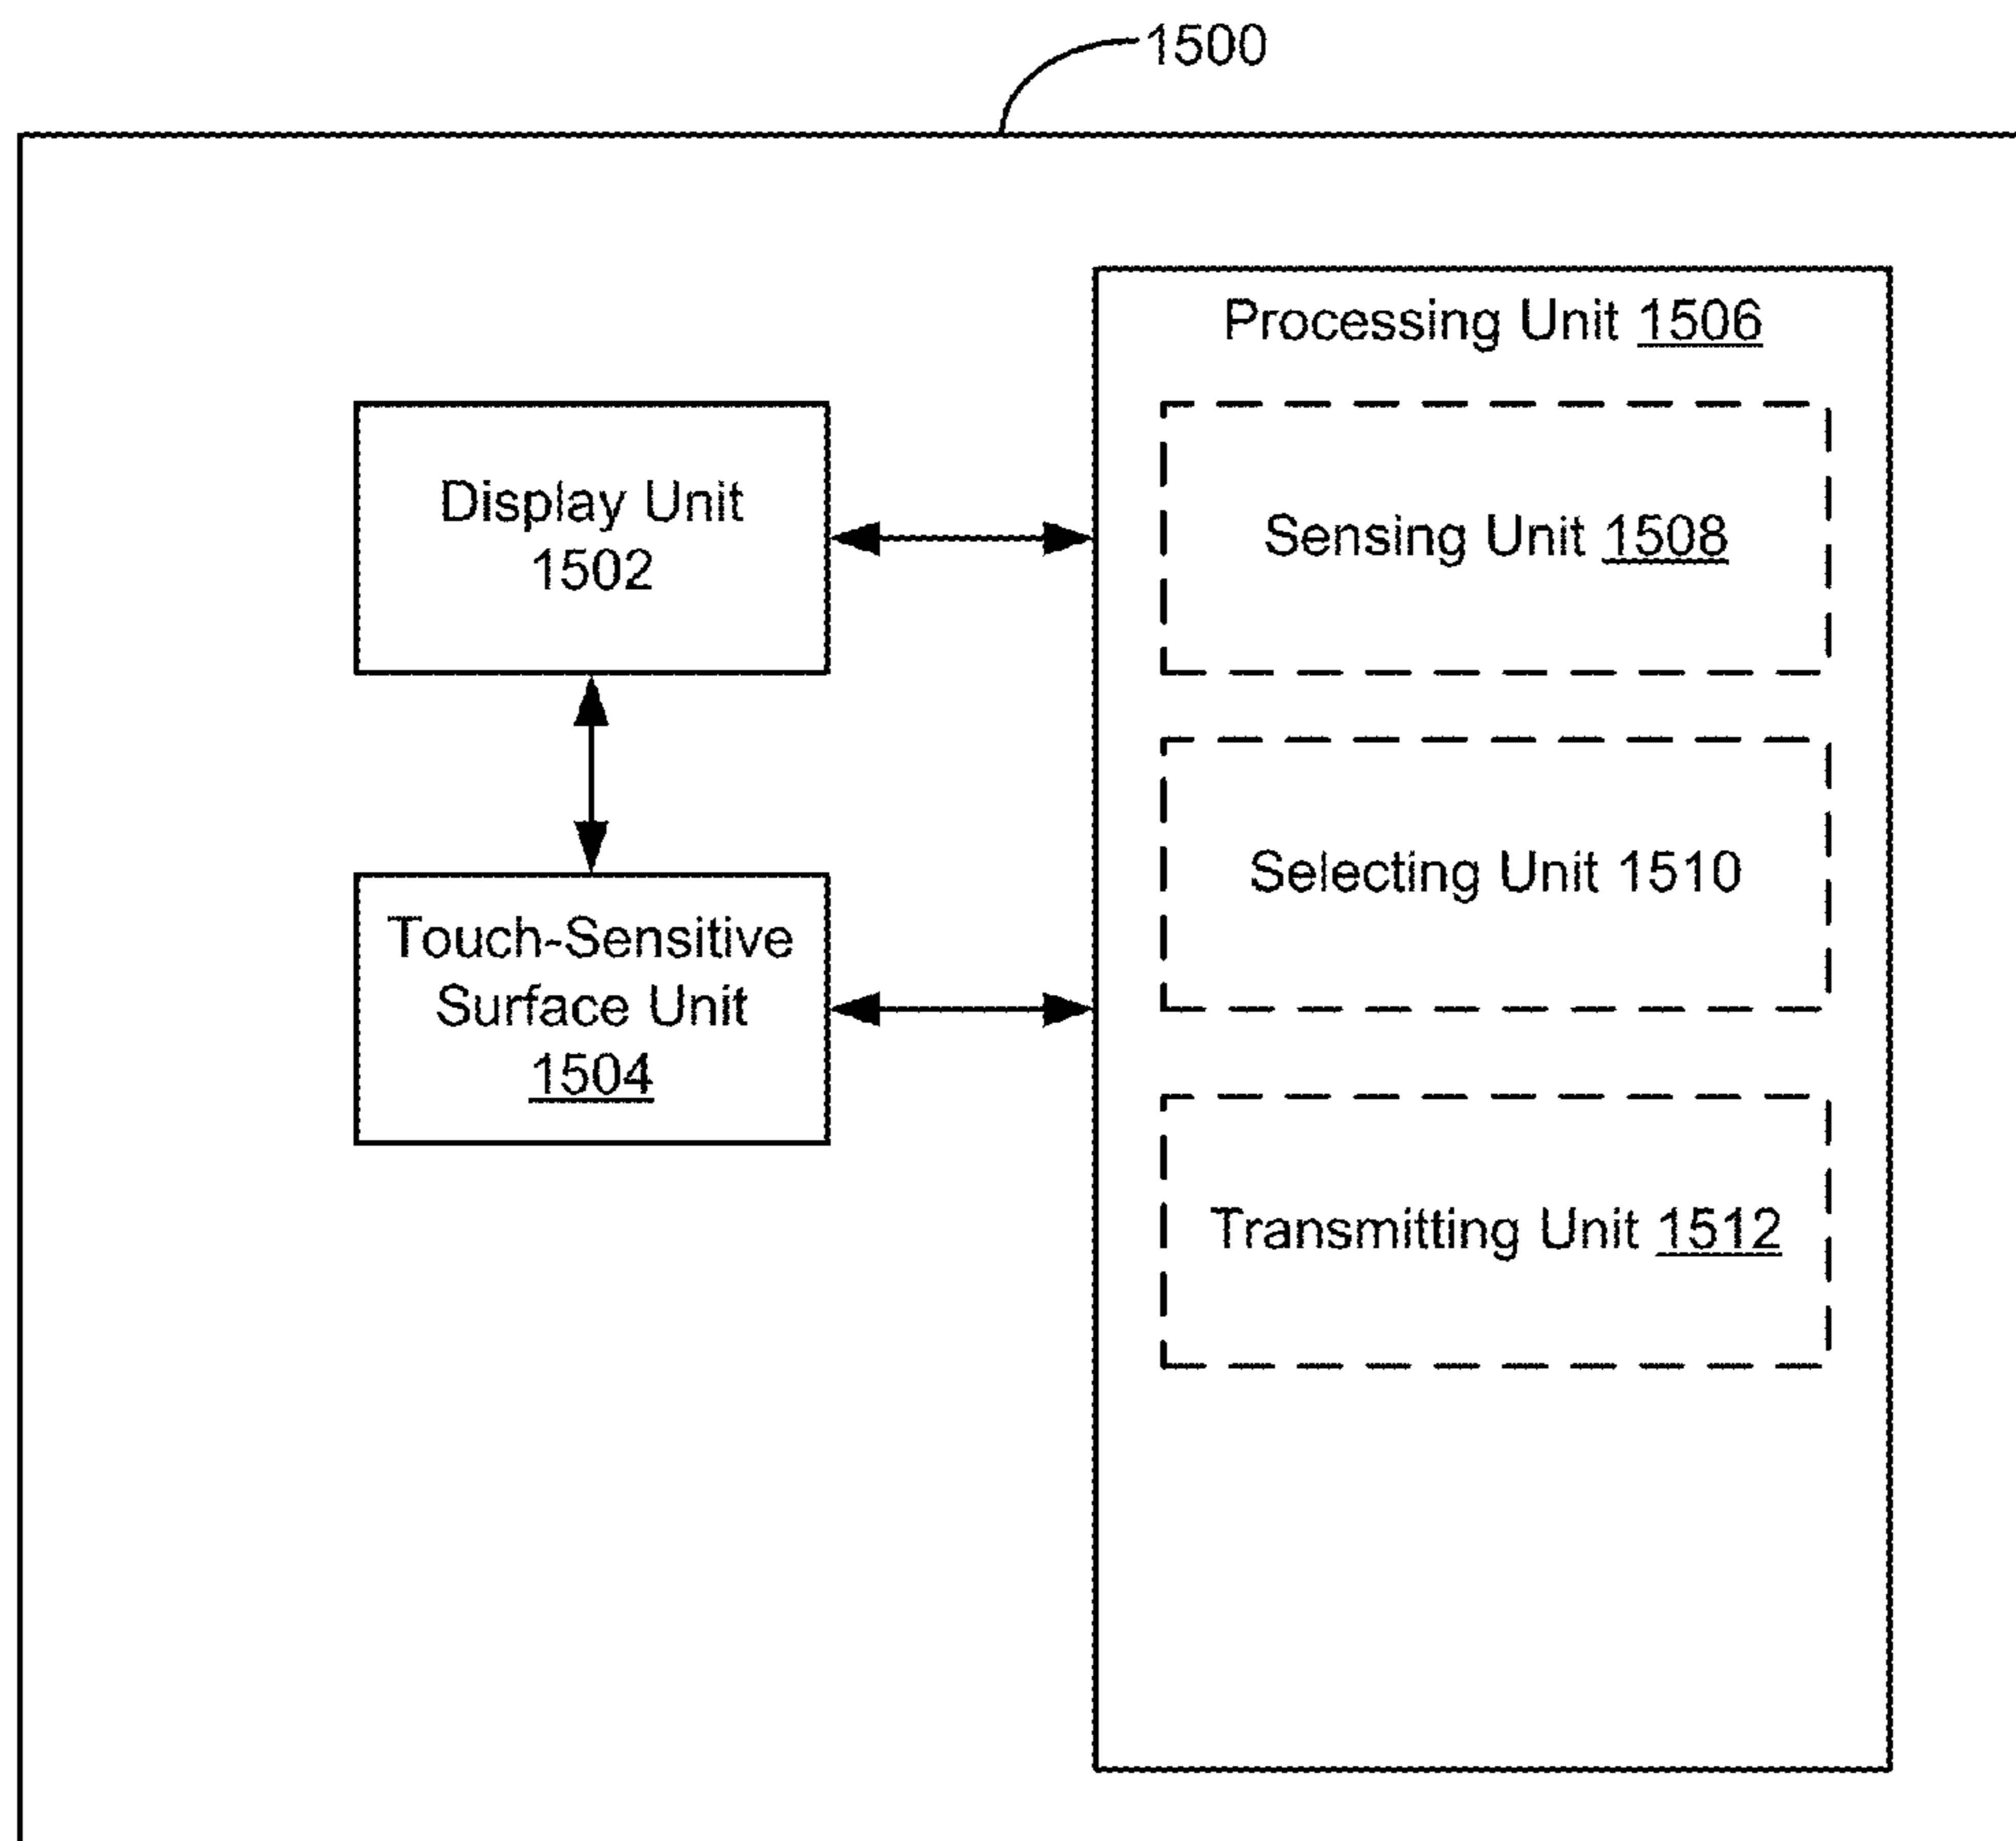 1500
Processing Unit 1506
Display Unit
1502
Sensing Unit 1508
Selecting Unit 1510
Touch-Sensitive
Surface Unit
1504
Transmitting Unit 1512